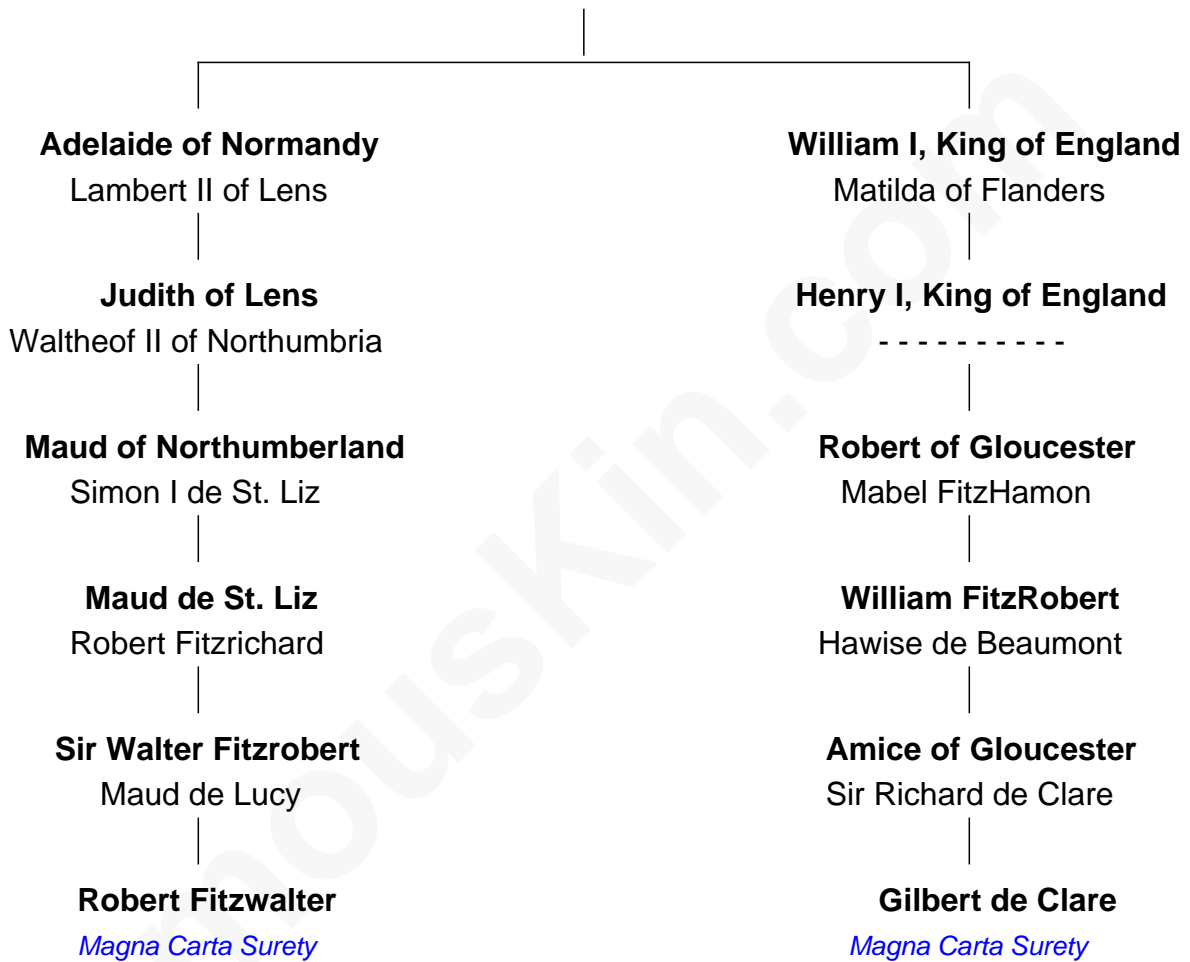 Adelaide of Normandy
Lambert II of Lens
Judith of Lens
Waltheof II of Northumbria
Maud of Northumberland
Simon I de St. Liz
Maud de St. Liz
Robert Fitzrichard
Sir Walter Fitzrobert
Maud de Lucy
Robert Fitzwalter
Magna Carta Surety
William I, King of England
Matilda of Flanders
Henry I, King of England
- - - - - - - - - -
Robert of Gloucester
Mabel FitzHamon
William FitzRobert
Hawise de Beaumont
Amice of Gloucester
Sir Richard de Clare
Gilbert de Clare
Magna Carta Surety
mousKin.com